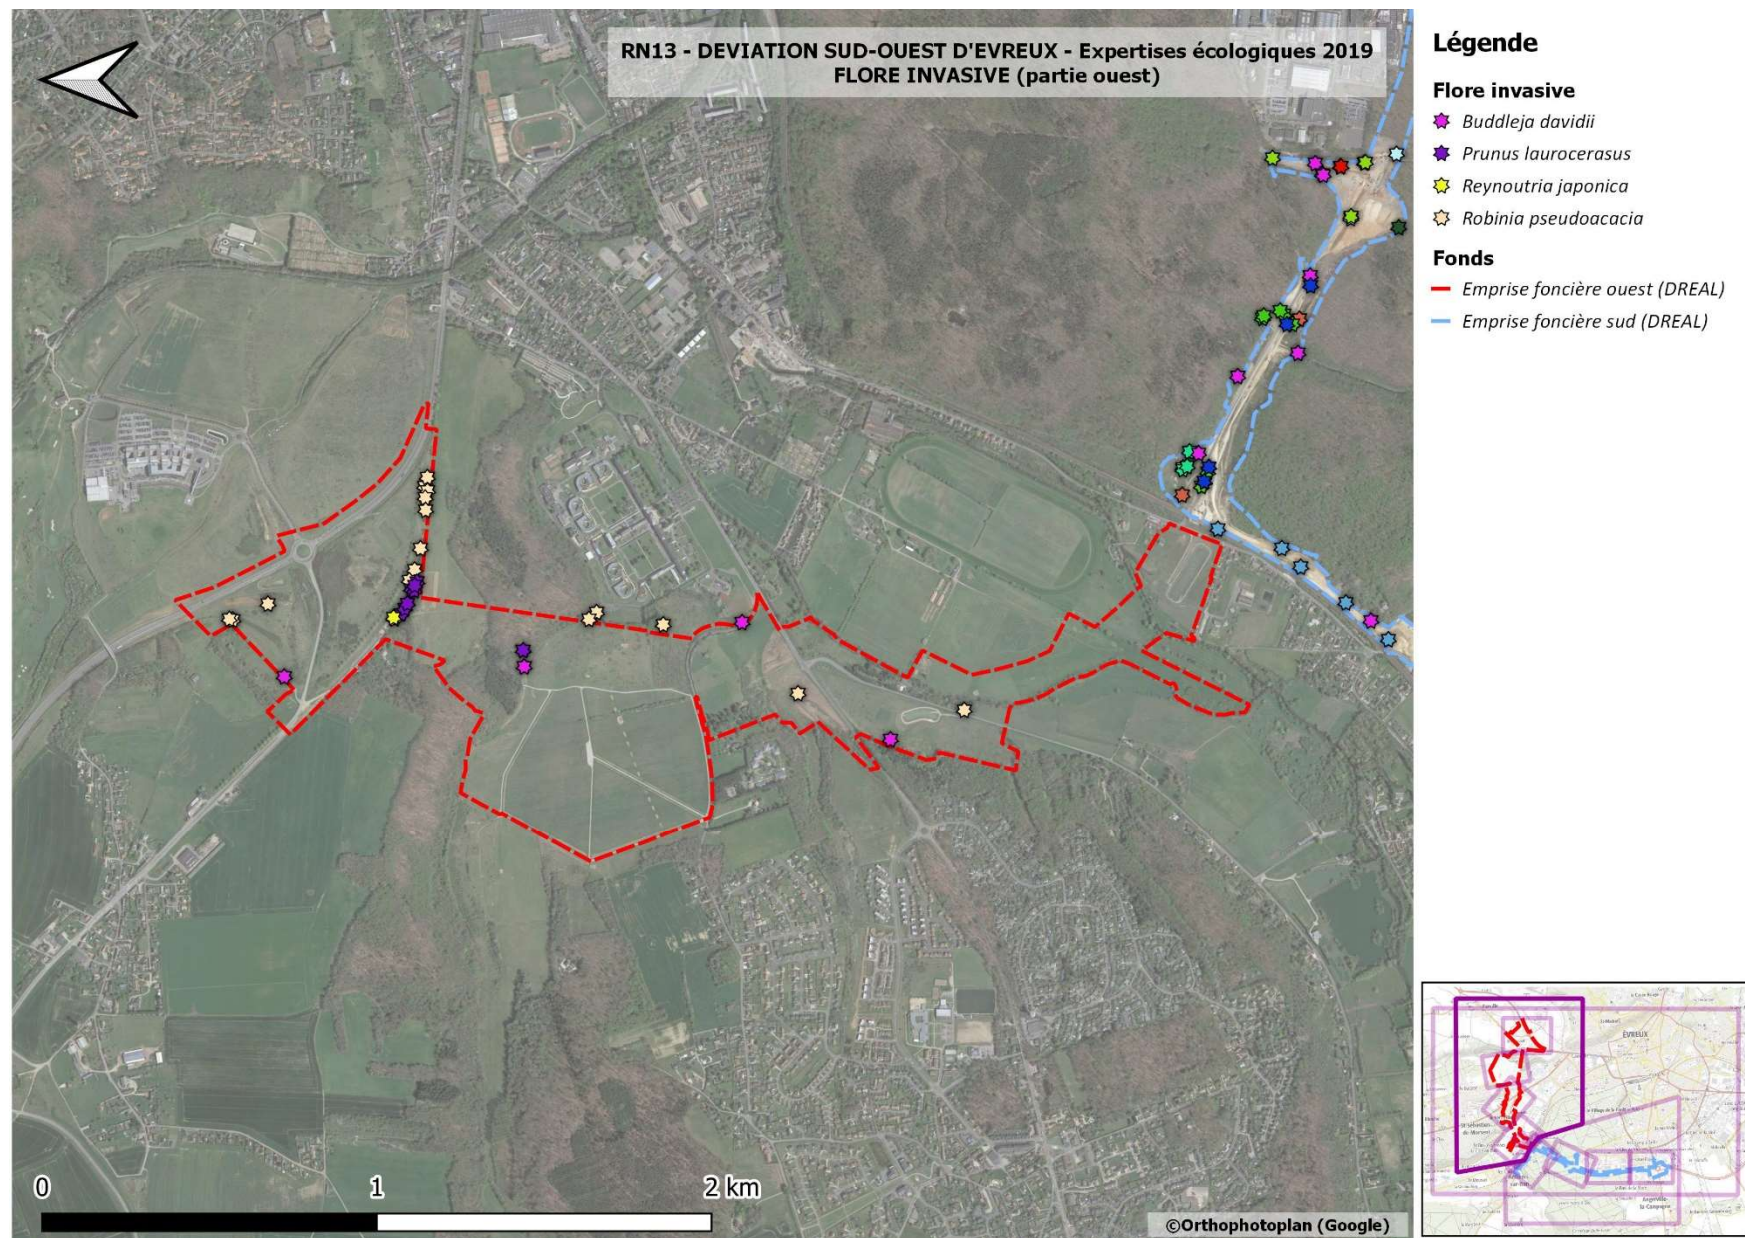 RN13 - DEVIATION SUD-OUEST D'EVREUX - Expertises écologiques 2019
FLORE INVASIVE (partie ouest)
Légende
Flore invasive
Buddleja davidii
Prunus laurocerasus
Reynoutria japonica
Robinia pseudoacacia
Fonds
Emprise foncière ouest (DREAL)
Emprise foncière sud (DREAL)
0
1
2 km
©Orthophotoplan (Google)
ÉVREUX